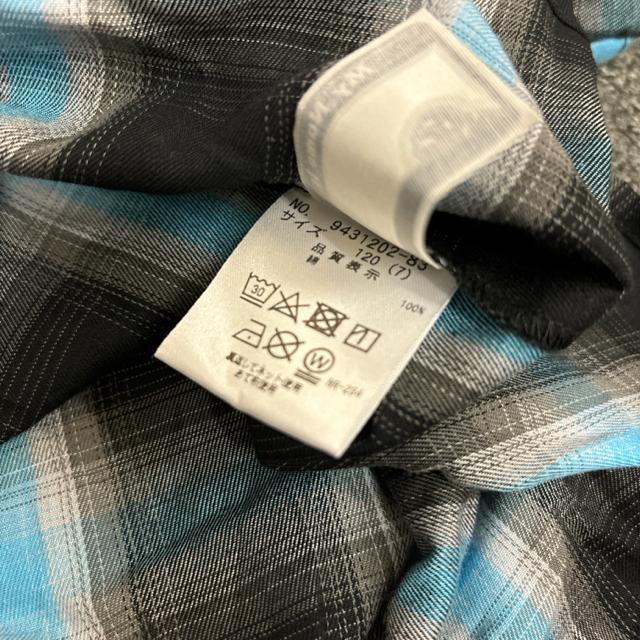 NO. 9431202-83
サイズ 120 (7)
品質表示
綿 100%
30
W
裏返してネット使用
あて布使用